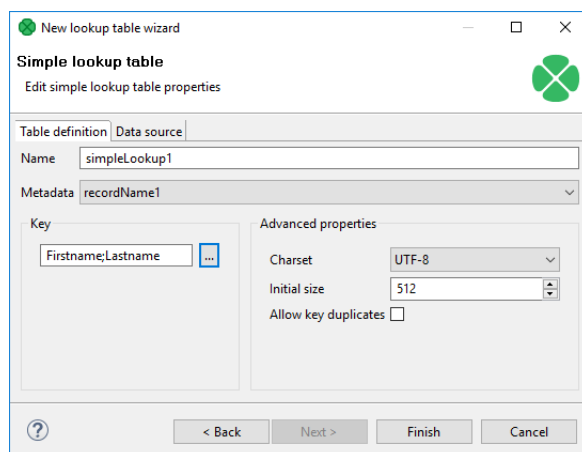 New lookup table wizard
Simple lookup table
Edit simple lookup table properties
Table definition Data source
Name simpleLookup1
Metadata recordName1
Key
Firstname;Lastname ...
Advanced properties
Charset UTF-8
Initial size 512
Allow key duplicates
? < Back Next > Finish Cancel